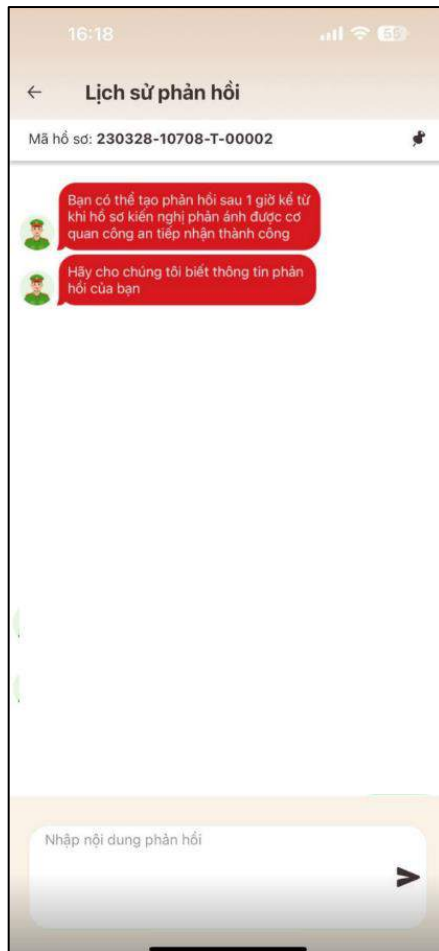 16:18
59
Lịch sử phản hồi
Mã hồ sơ: 230328-10708-T-00002
Bạn có thể tạo phản hồi sau 1 giờ kể từ
khi hồ sơ kiến nghị phản ánh được cơ
quan công an tiếp nhận thành công
Hãy cho chúng tôi biết thông tin phản
hồi của bạn
Nhập nội dung phản hồi